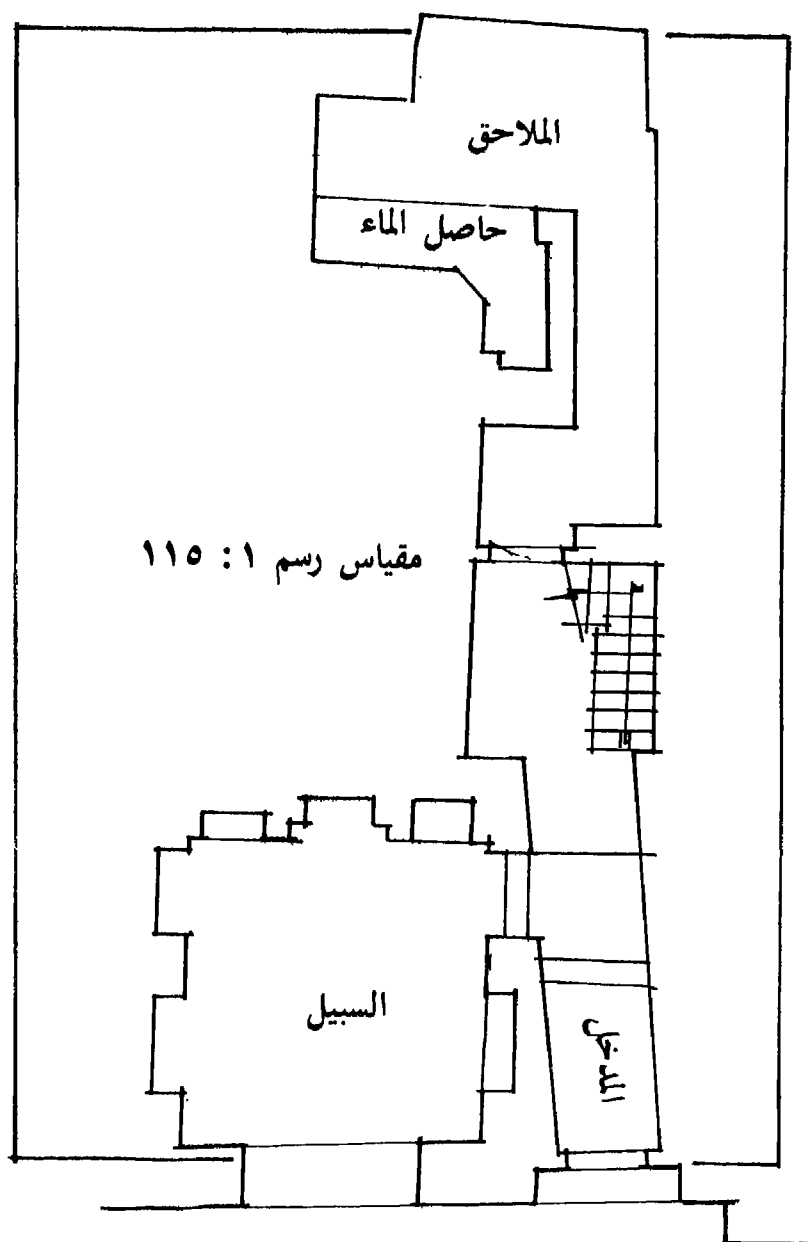 الملاحق
حاصل الماء
مقياس رسم ١ : ١١٥
السبيل
المدخل